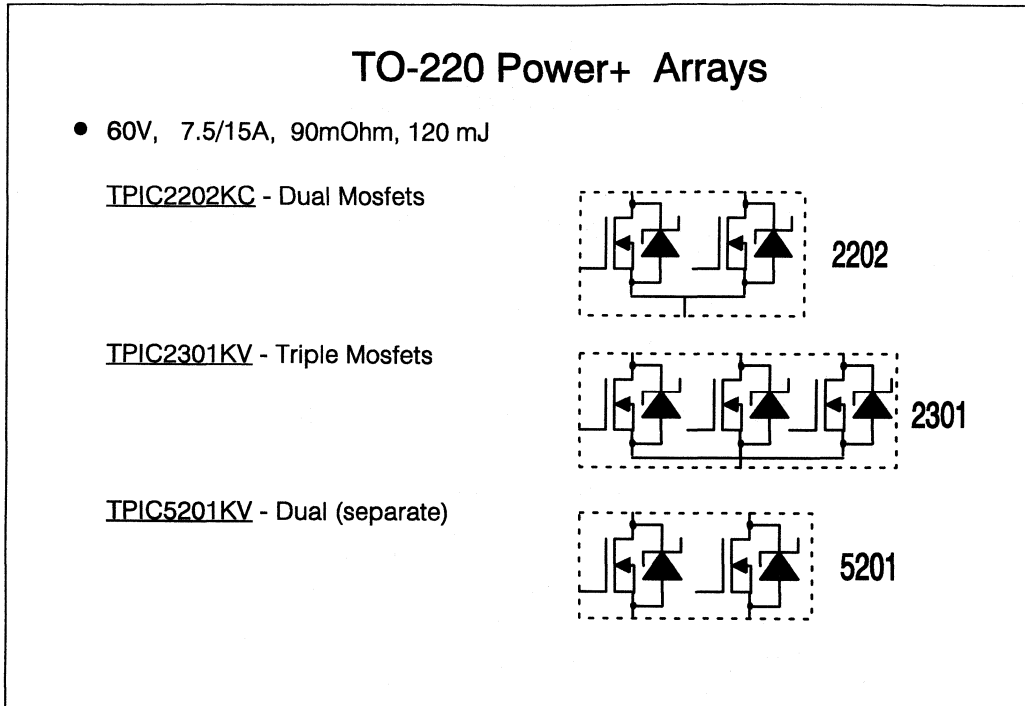 TO-220 Power+ Arrays
● 60V, 7.5/15A, 90mOhm, 120 mJ
TPIC2202KC - Dual Mosfets
2202
TPIC2301KV - Triple Mosfets
2301
TPIC5201KV - Dual (separate)
5201